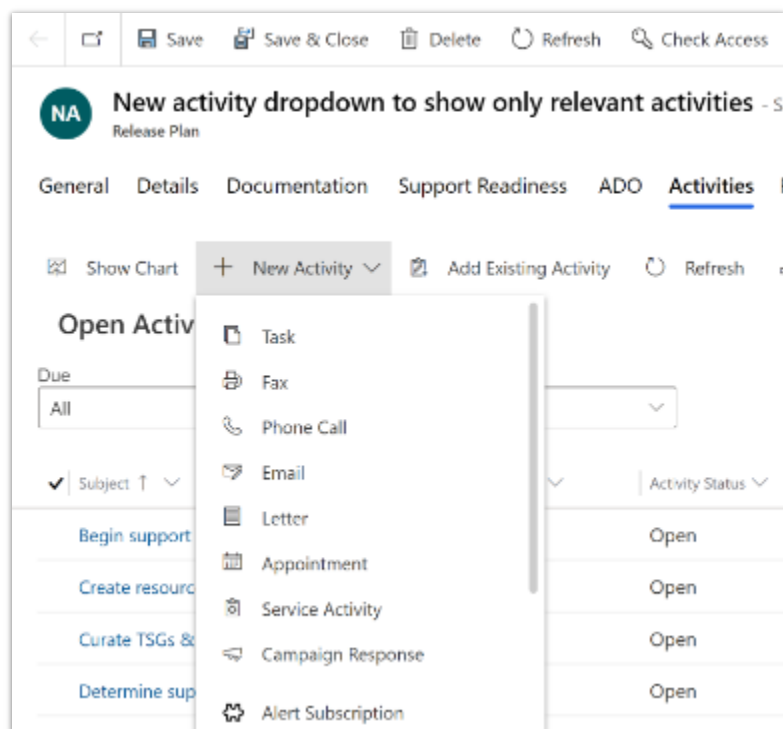 Save Save & Close Delete Refresh Check Access
NA
New activity dropdown to show only relevant activities - S
Release Plan
General Details Documentation Support Readiness ADO Activities
Show Chart New Activity Add Existing Activity Refresh
Open Activ
Due
All
Subject ↑ Activity Status
Begin support Open
Create resourc Open
Curate TSGs & Open
Determine sup Open
Task
Fax
Phone Call
Email
Letter
Appointment
Service Activity
Campaign Response
Alert Subscription